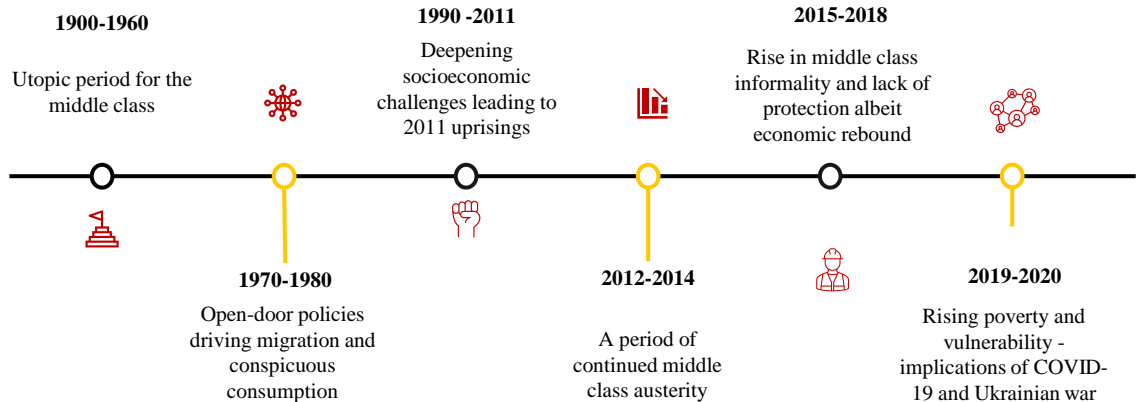 1900-1960
Utopic period for the
middle class
1970-1980
Open-door policies
driving migration and
conspicuous
consumption
1990 -2011
Deepening
socioeconomic
challenges leading to
2011 uprisings
2012-2014
A period of
continued middle
class austerity
2015-2018
Rise in middle class
informality and lack of
protection albeit
economic rebound
2019-2020
Rising poverty and
vulnerability -
implications of COVID-
19 and Ukrainian war